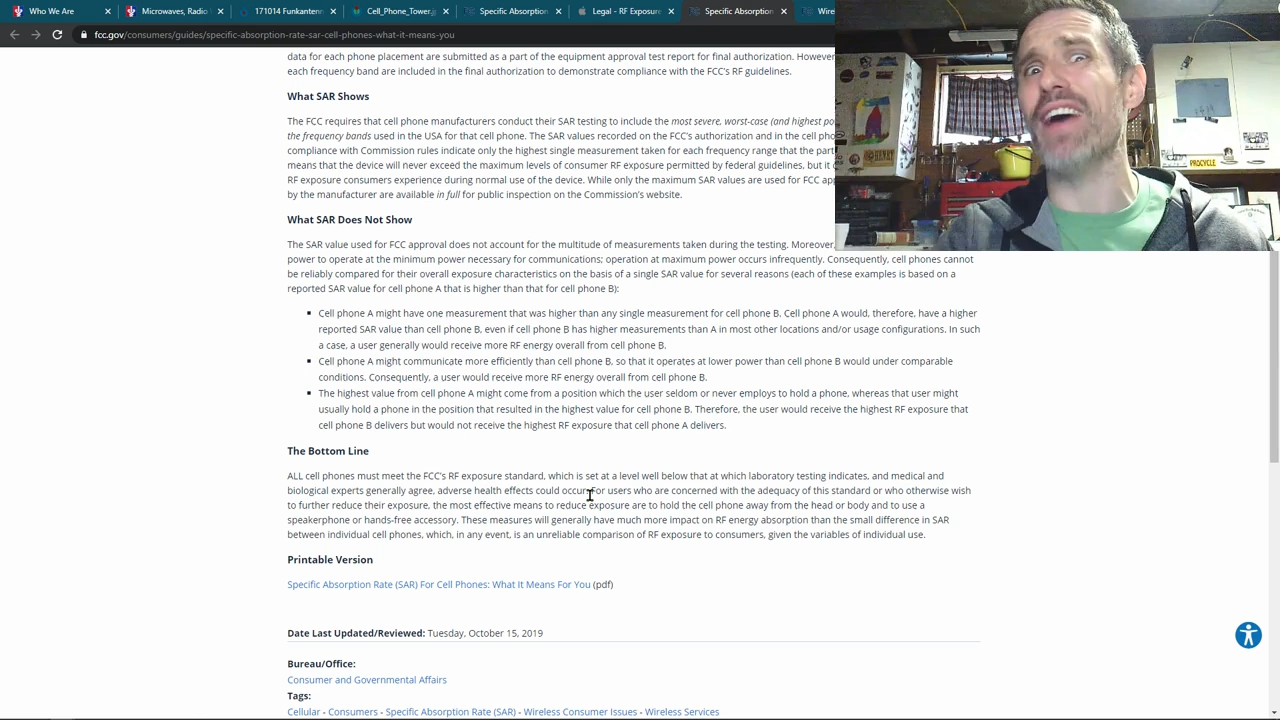 Who We Are
Microwaves, Radio
171014 Funkantenn
Cell_Phone_Tower
Specific Absorption
Legal - RF Exposure
Specific Absorption
Wire
fcc.gov/consumers/guides/specific-absorption-rate-sar-cell-phones-what-it-means-you
data for each phone placement are submitted as a part of the equipment approval test report for final authorization. However
each frequency band are included in the final authorization to demonstrate compliance with the FCC's RF guidelines.
What SAR Shows
The FCC requires that cell phone manufacturers conduct their SAR testing to include the most severe, worst-case (and highest po
the frequency bands used in the USA for that cell phone. The SAR values recorded on the FCC's authorization and in the cell pho
compliance with Commission rules indicate only the highest single measurement taken for each frequency range that the part
means that the device will never exceed the maximum levels of consumer RF exposure permitted by federal guidelines, but it d
RF exposure consumers experience during normal use of the device. While only the maximum SAR values are used for FCC app
by the manufacturer are available in full for public inspection on the Commission's website.
What SAR Does Not Show
The SAR value used for FCC approval does not account for the multitude of measurements taken during the testing. Moreover,
power to operate at the minimum power necessary for communications; operation at maximum power occurs infrequently. Consequently, cell phones cannot
be reliably compared for their overall exposure characteristics on the basis of a single SAR value for several reasons (each of these examples is based on a
reported SAR value for cell phone A that is higher than that for cell phone B):
Cell phone A might have one measurement that was higher than any single measurement for cell phone B. Cell phone A would, therefore, have a higher
reported SAR value than cell phone B, even if cell phone B has higher measurements than A in most other locations and/or usage configurations. In such
a case, a user generally would receive more RF energy overall from cell phone B.
Cell phone A might communicate more efficiently than cell phone B, so that it operates at lower power than cell phone B would under comparable
conditions. Consequently, a user would receive more RF energy overall from cell phone B.
The highest value from cell phone A might come from a position which the user seldom or never employs to hold a phone, whereas that user might
usually hold a phone in the position that resulted in the highest value for cell phone B. Therefore, the user would receive the highest RF exposure that
cell phone B delivers but would not receive the highest RF exposure that cell phone A delivers.
The Bottom Line
ALL cell phones must meet the FCC's RF exposure standard, which is set at a level well below that at which laboratory testing indicates, and medical and
biological experts generally agree, adverse health effects could occur. For users who are concerned with the adequacy of this standard or who otherwise wish
to further reduce their exposure, the most effective means to reduce exposure are to hold the cell phone away from the head or body and to use a
speakerphone or hands-free accessory. These measures will generally have much more impact on RF energy absorption than the small difference in SAR
between individual cell phones, which, in any event, is an unreliable comparison of RF exposure to consumers, given the variables of individual use.
Printable Version
Specific Absorption Rate (SAR) For Cell Phones: What It Means For You (pdf)
Date Last Updated/Reviewed: Tuesday, October 15, 2019
Bureau/Office:
Consumer and Governmental Affairs
Tags:
Cellular - Consumers - Specific Absorption Rate (SAR) - Wireless Consumer Issues - Wireless Services
HENRY
PROCYCLE